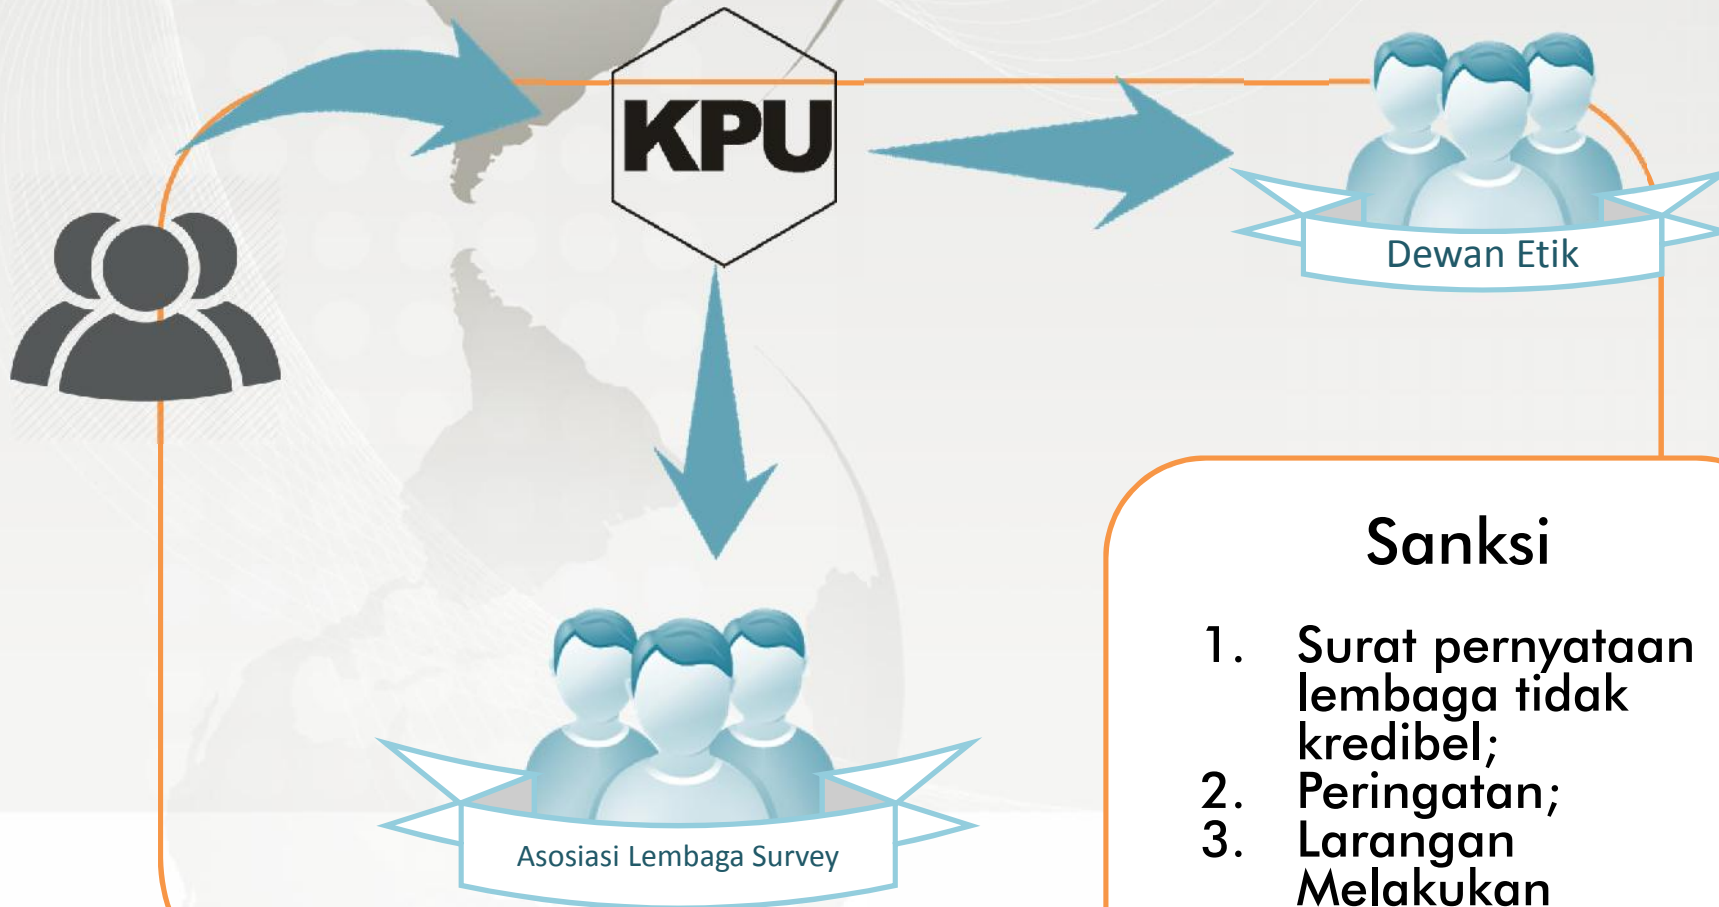 KPU
Dewan Etik
Asosiasi Lembaga Survey
Sanksi
1. Surat pernyataan
lembaga tidak
kredibel;
2. Peringatan;
3. Larangan
Melakukan